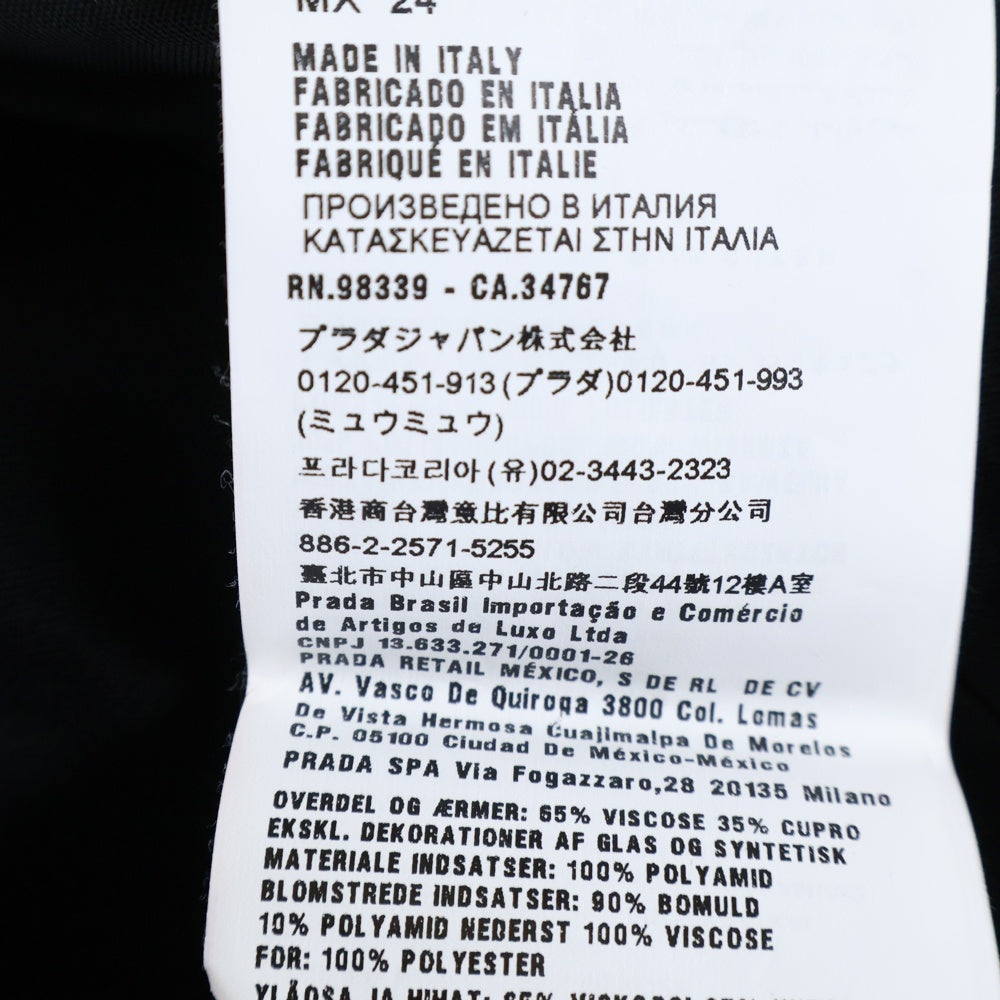 MX 24
MADE IN ITALY
FABRICADO EN ITALIA
FABRICADO EM ITÁLIA
FABRIQUÉ EN ITALIE
ПРОИЗВЕДЕНО В ИТАЛИЯ
ΚΑΤΑΣΚΕΥΑΖΕΤΑΙ ΣΤΗΝ ΙΤΑΛΙΑ
RN.98339 - CA.34767
プラダジャパン株式会社
0120-451-913(プラダ)0120-451-993
(ミュウミュウ)
프라다코리아(유)02-3443-2323
香港商台灣意比有限公司台灣分公司
886-2-2571-5255
臺北市中山區中山北路二段44號12樓A室
Prada Brasil Importação e Comércio
de Artigos de Luxo Ltda
CNPJ 13.633.271/0001-26
PRADA RETAIL MÉXICO, S DE RL DE CV
AV. Vasco De Quiroga 3800 Col. Lomas
De Vista Hermosa Cuajimalpa De Morelos
C.P. 05100 Ciudad De México-México
PRADA SPA Via Fogazzaro,28 20135 Milano
OVERDEL OG ÆRMER: 65% VISCOSE 35% CUPRO
EKSKL. DEKORATIONER AF GLAS OG SYNTETISK
MATERIALE INDSATSER: 100% POLYAMID
BLOMSTREDE INDSATSER: 90% BOMULD
10% POLYAMID NEDERST 100% VISCOSE
FOR: 100% POLYESTER
YLÄOSA JA HIHAT: 65%